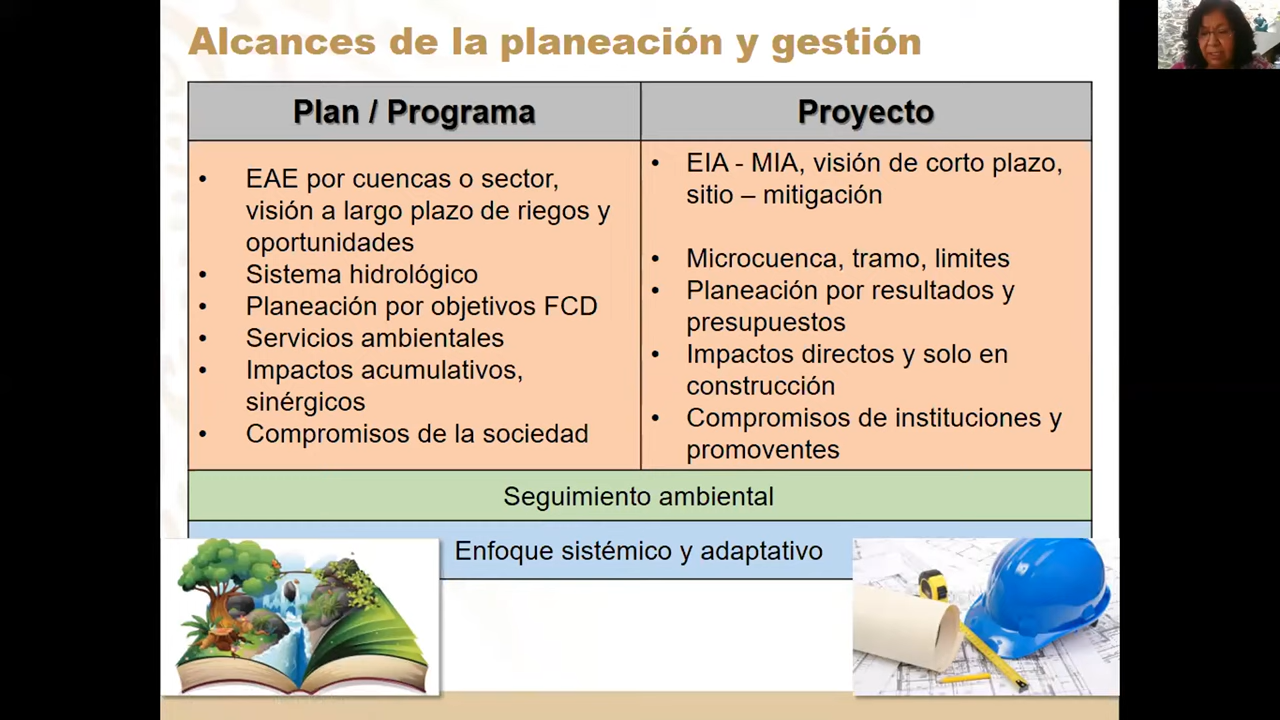 Alcances de la planeación y gestión
Plan / Programa
Proyecto
• EAE por cuencas o sector,
visión a largo plazo de riegos y
oportunidades
• Sistema hidrológico
• Planeación por objetivos FCD
• Servicios ambientales
• Impactos acumulativos,
sinérgicos
• Compromisos de la sociedad
• EIA - MIA, visión de corto plazo,
sitio – mitigación
• Microcuenca, tramo, limites
• Planeación por resultados y
presupuestos
• Impactos directos y solo en
construcción
• Compromisos de instituciones y
promoventes
Seguimiento ambiental
Enfoque sistémico y adaptativo